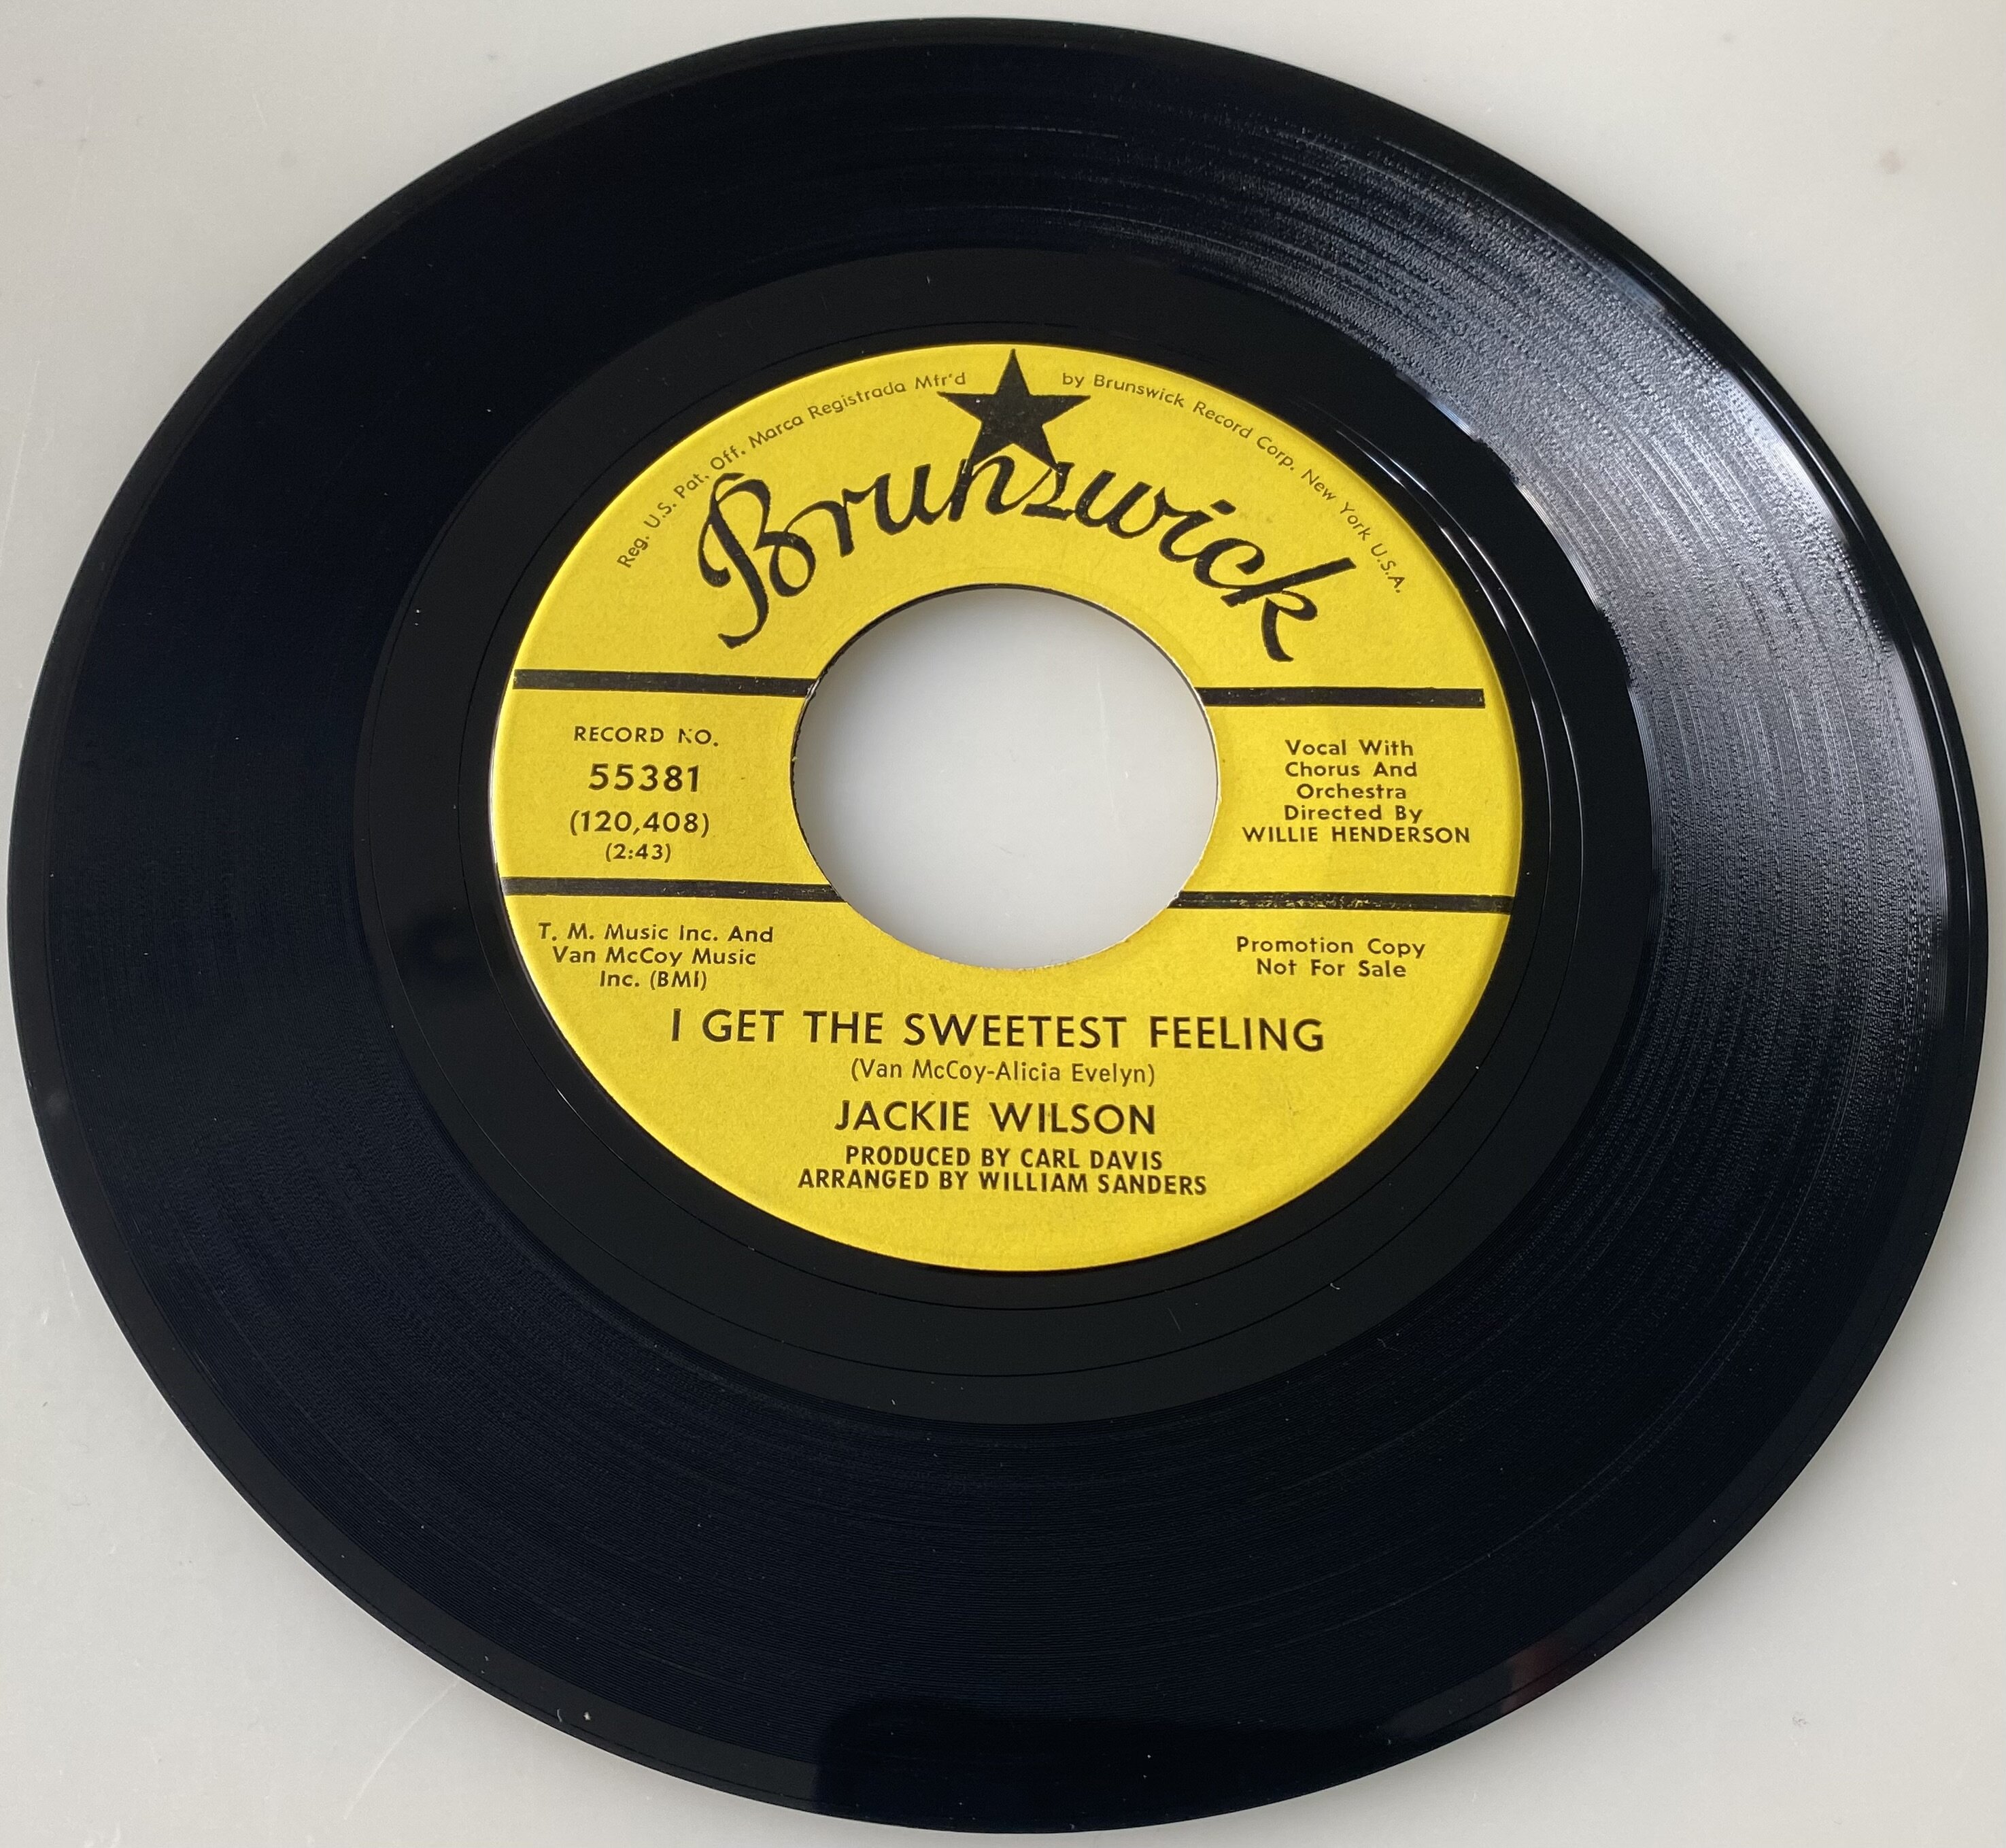 Reg. U.S. Pat. Off. Marca Registrada Mfr'd by Brunswick Record Corp. New York U.S.A.
Brunswick
RECORD NO.
55381
(120,408)
(2:43)
Vocal With
Chorus And
Orchestra
Directed By
WILLIE HENDERSON
T. M. Music Inc. And
Van McCoy Music
Inc. (BMI)
Promotion Copy
Not For Sale
I GET THE SWEETEST FEELING
(Van McCoy-Alicia Evelyn)
JACKIE WILSON
PRODUCED BY CARL DAVIS
ARRANGED BY WILLIAM SANDERS